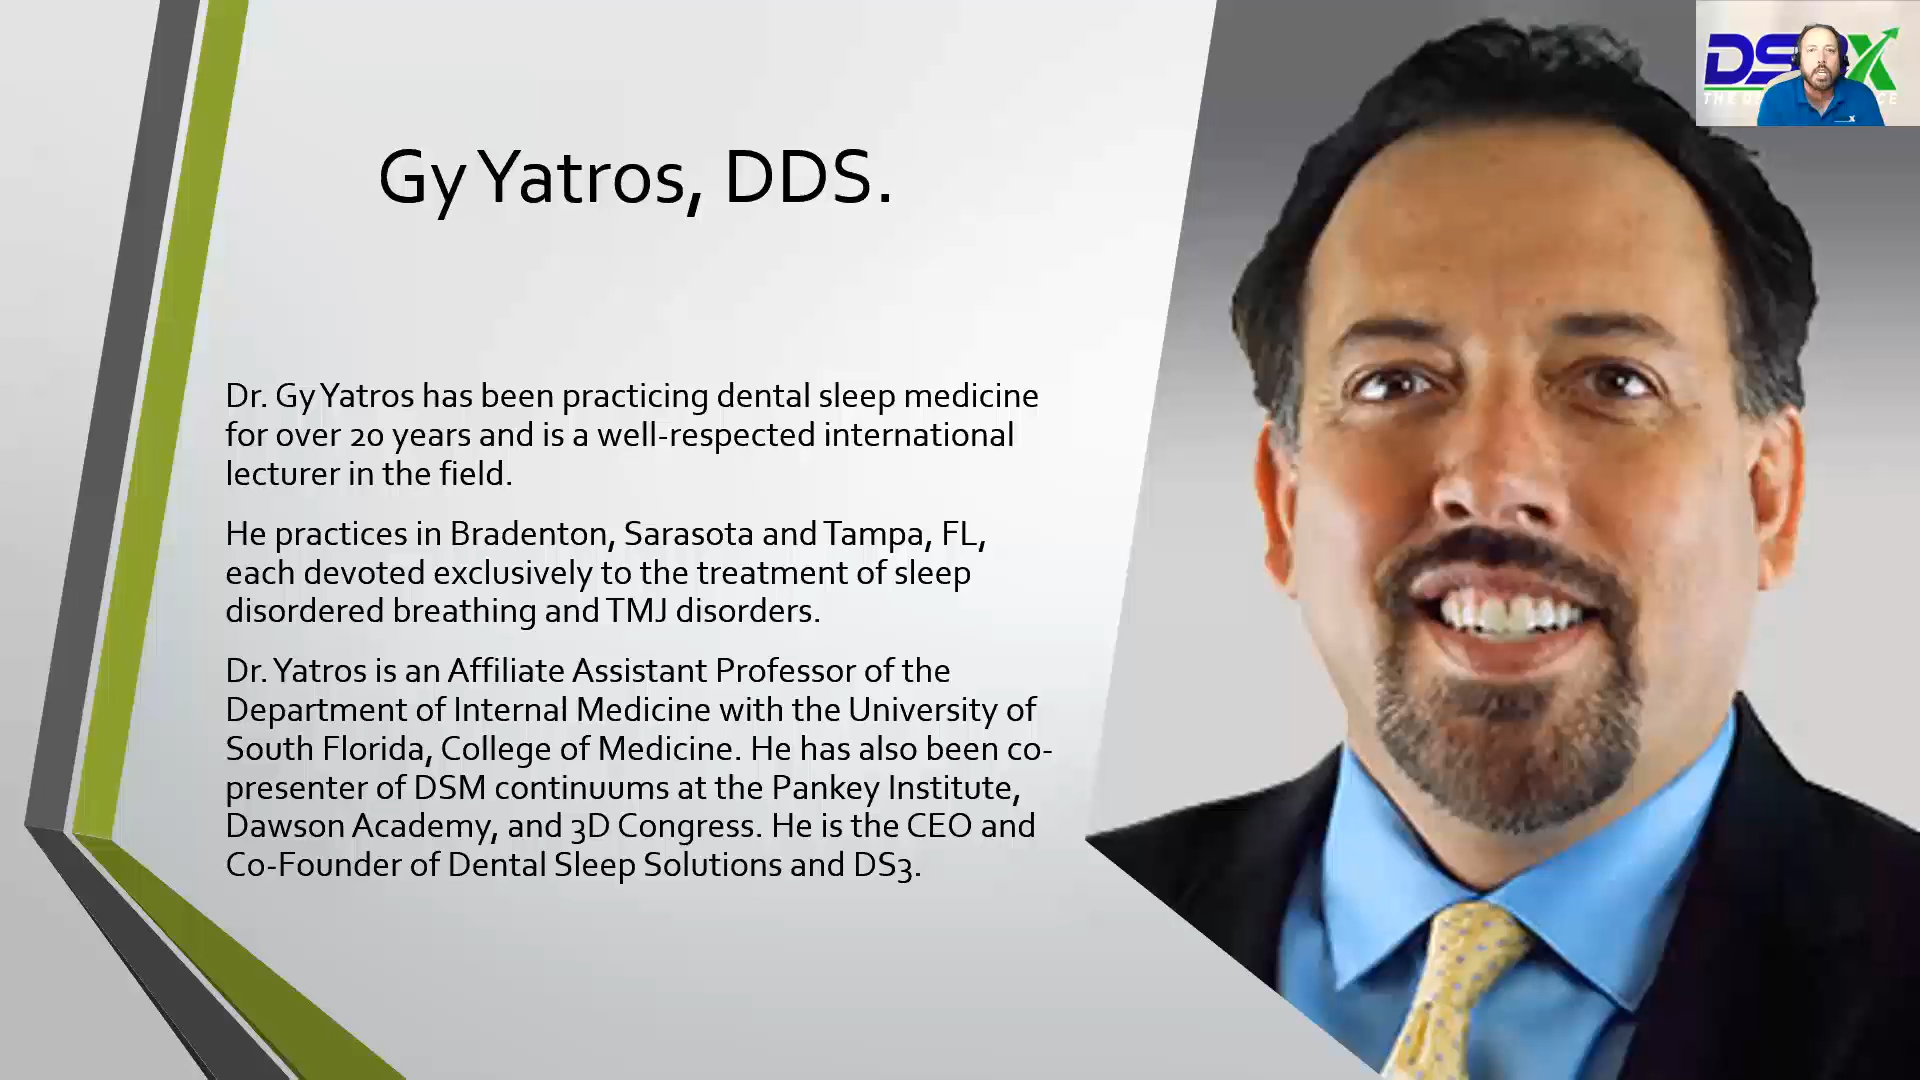 Gy Yatros, DDS.
Dr. Gy Yatros has been practicing dental sleep medicine
for over 20 years and is a well-respected international
lecturer in the field.
He practices in Bradenton, Sarasota and Tampa, FL,
each devoted exclusively to the treatment of sleep
disordered breathing and TMJ disorders.
Dr. Yatros is an Affiliate Assistant Professor of the
Department of Internal Medicine with the University of
South Florida, College of Medicine. He has also been co-
presenter of DSM continuums at the Pankey Institute,
Dawson Academy, and 3D Congress. He is the CEO and
Co-Founder of Dental Sleep Solutions and DS3.